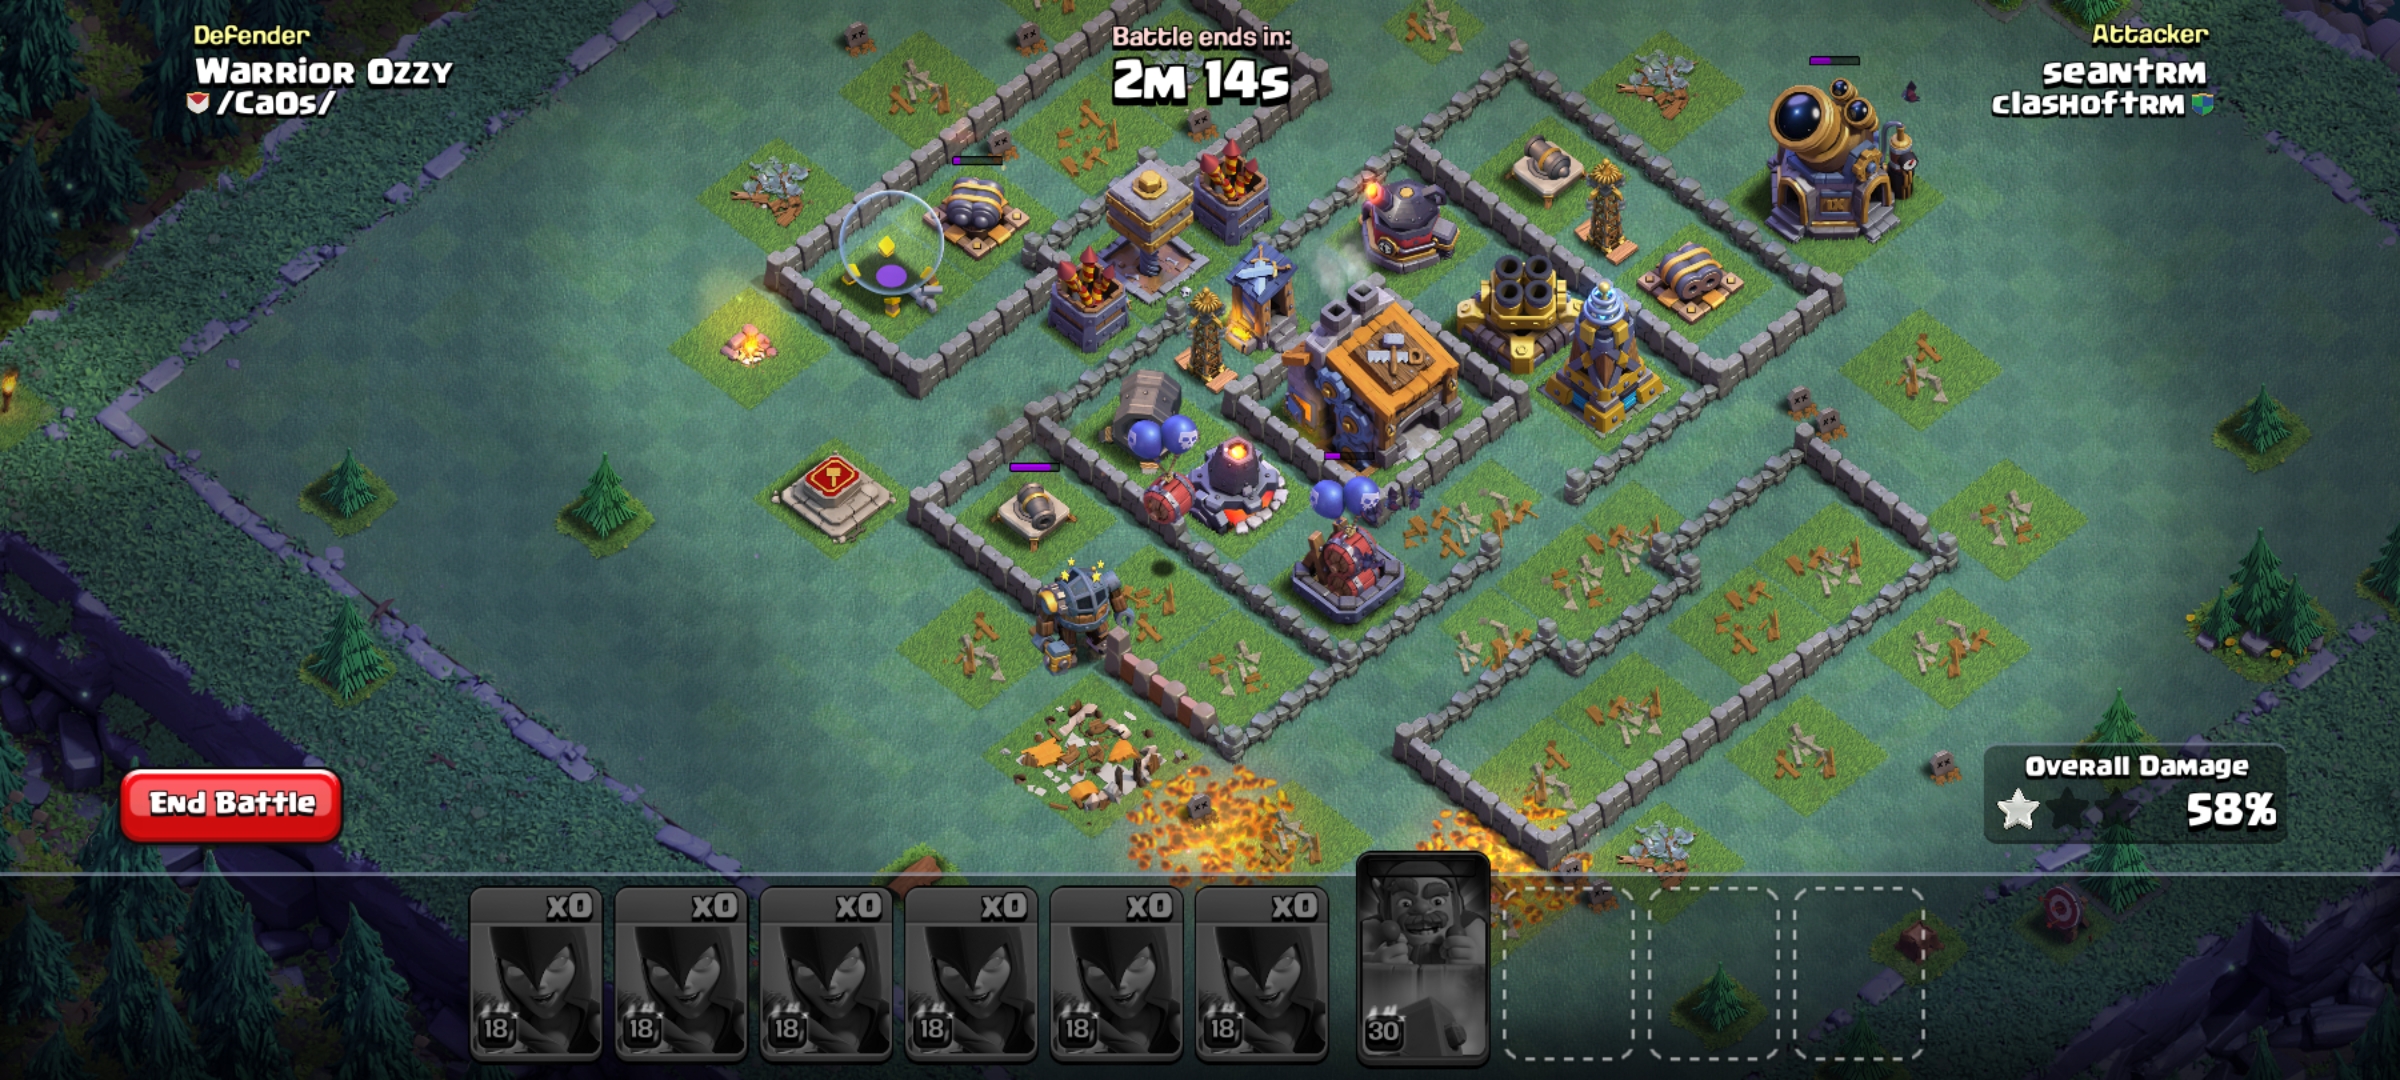 Defender
Warrior Ozzy
/CaOs/
Battle ends in:
2M 14s
Attacker
seantrm
clashoftrm
End Battle
Overall Damage
58%
x0
x0
x0
x0
x0
x0
18
18
18
18
18
18
30